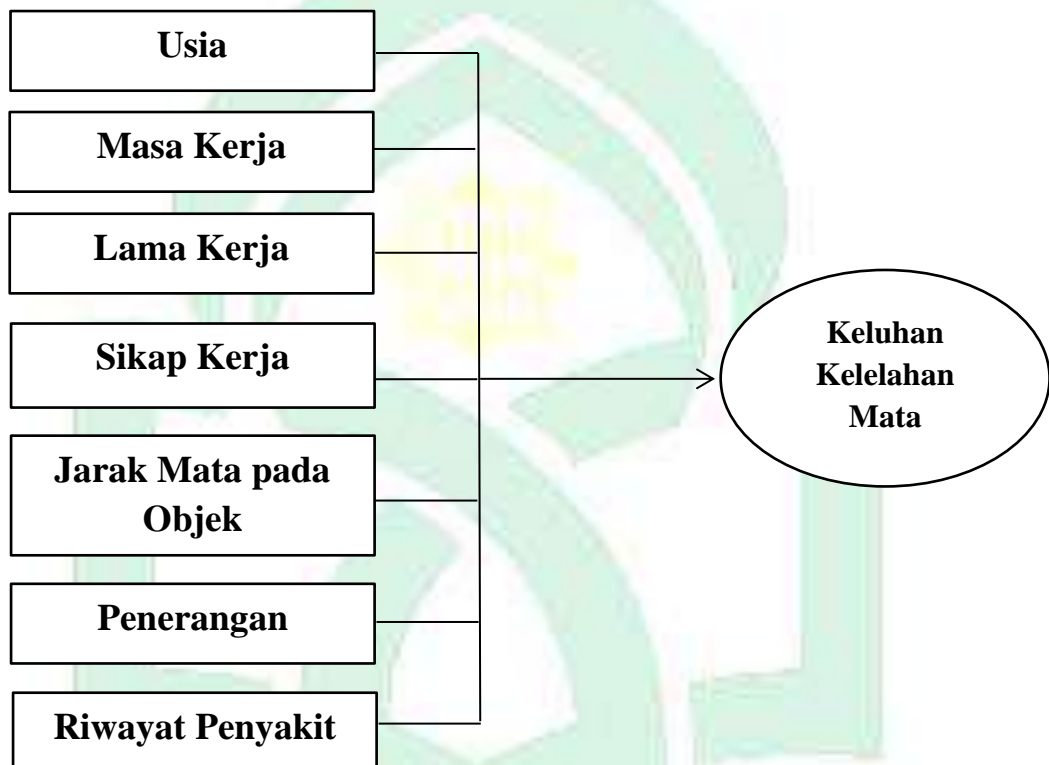 Usia
Masa Kerja
Lama Kerja
Sikap Kerja
Jarak Mata pada
Objek
Penerangan
Riwayat Penyakit
Keluhan
Kelelahan
Mata